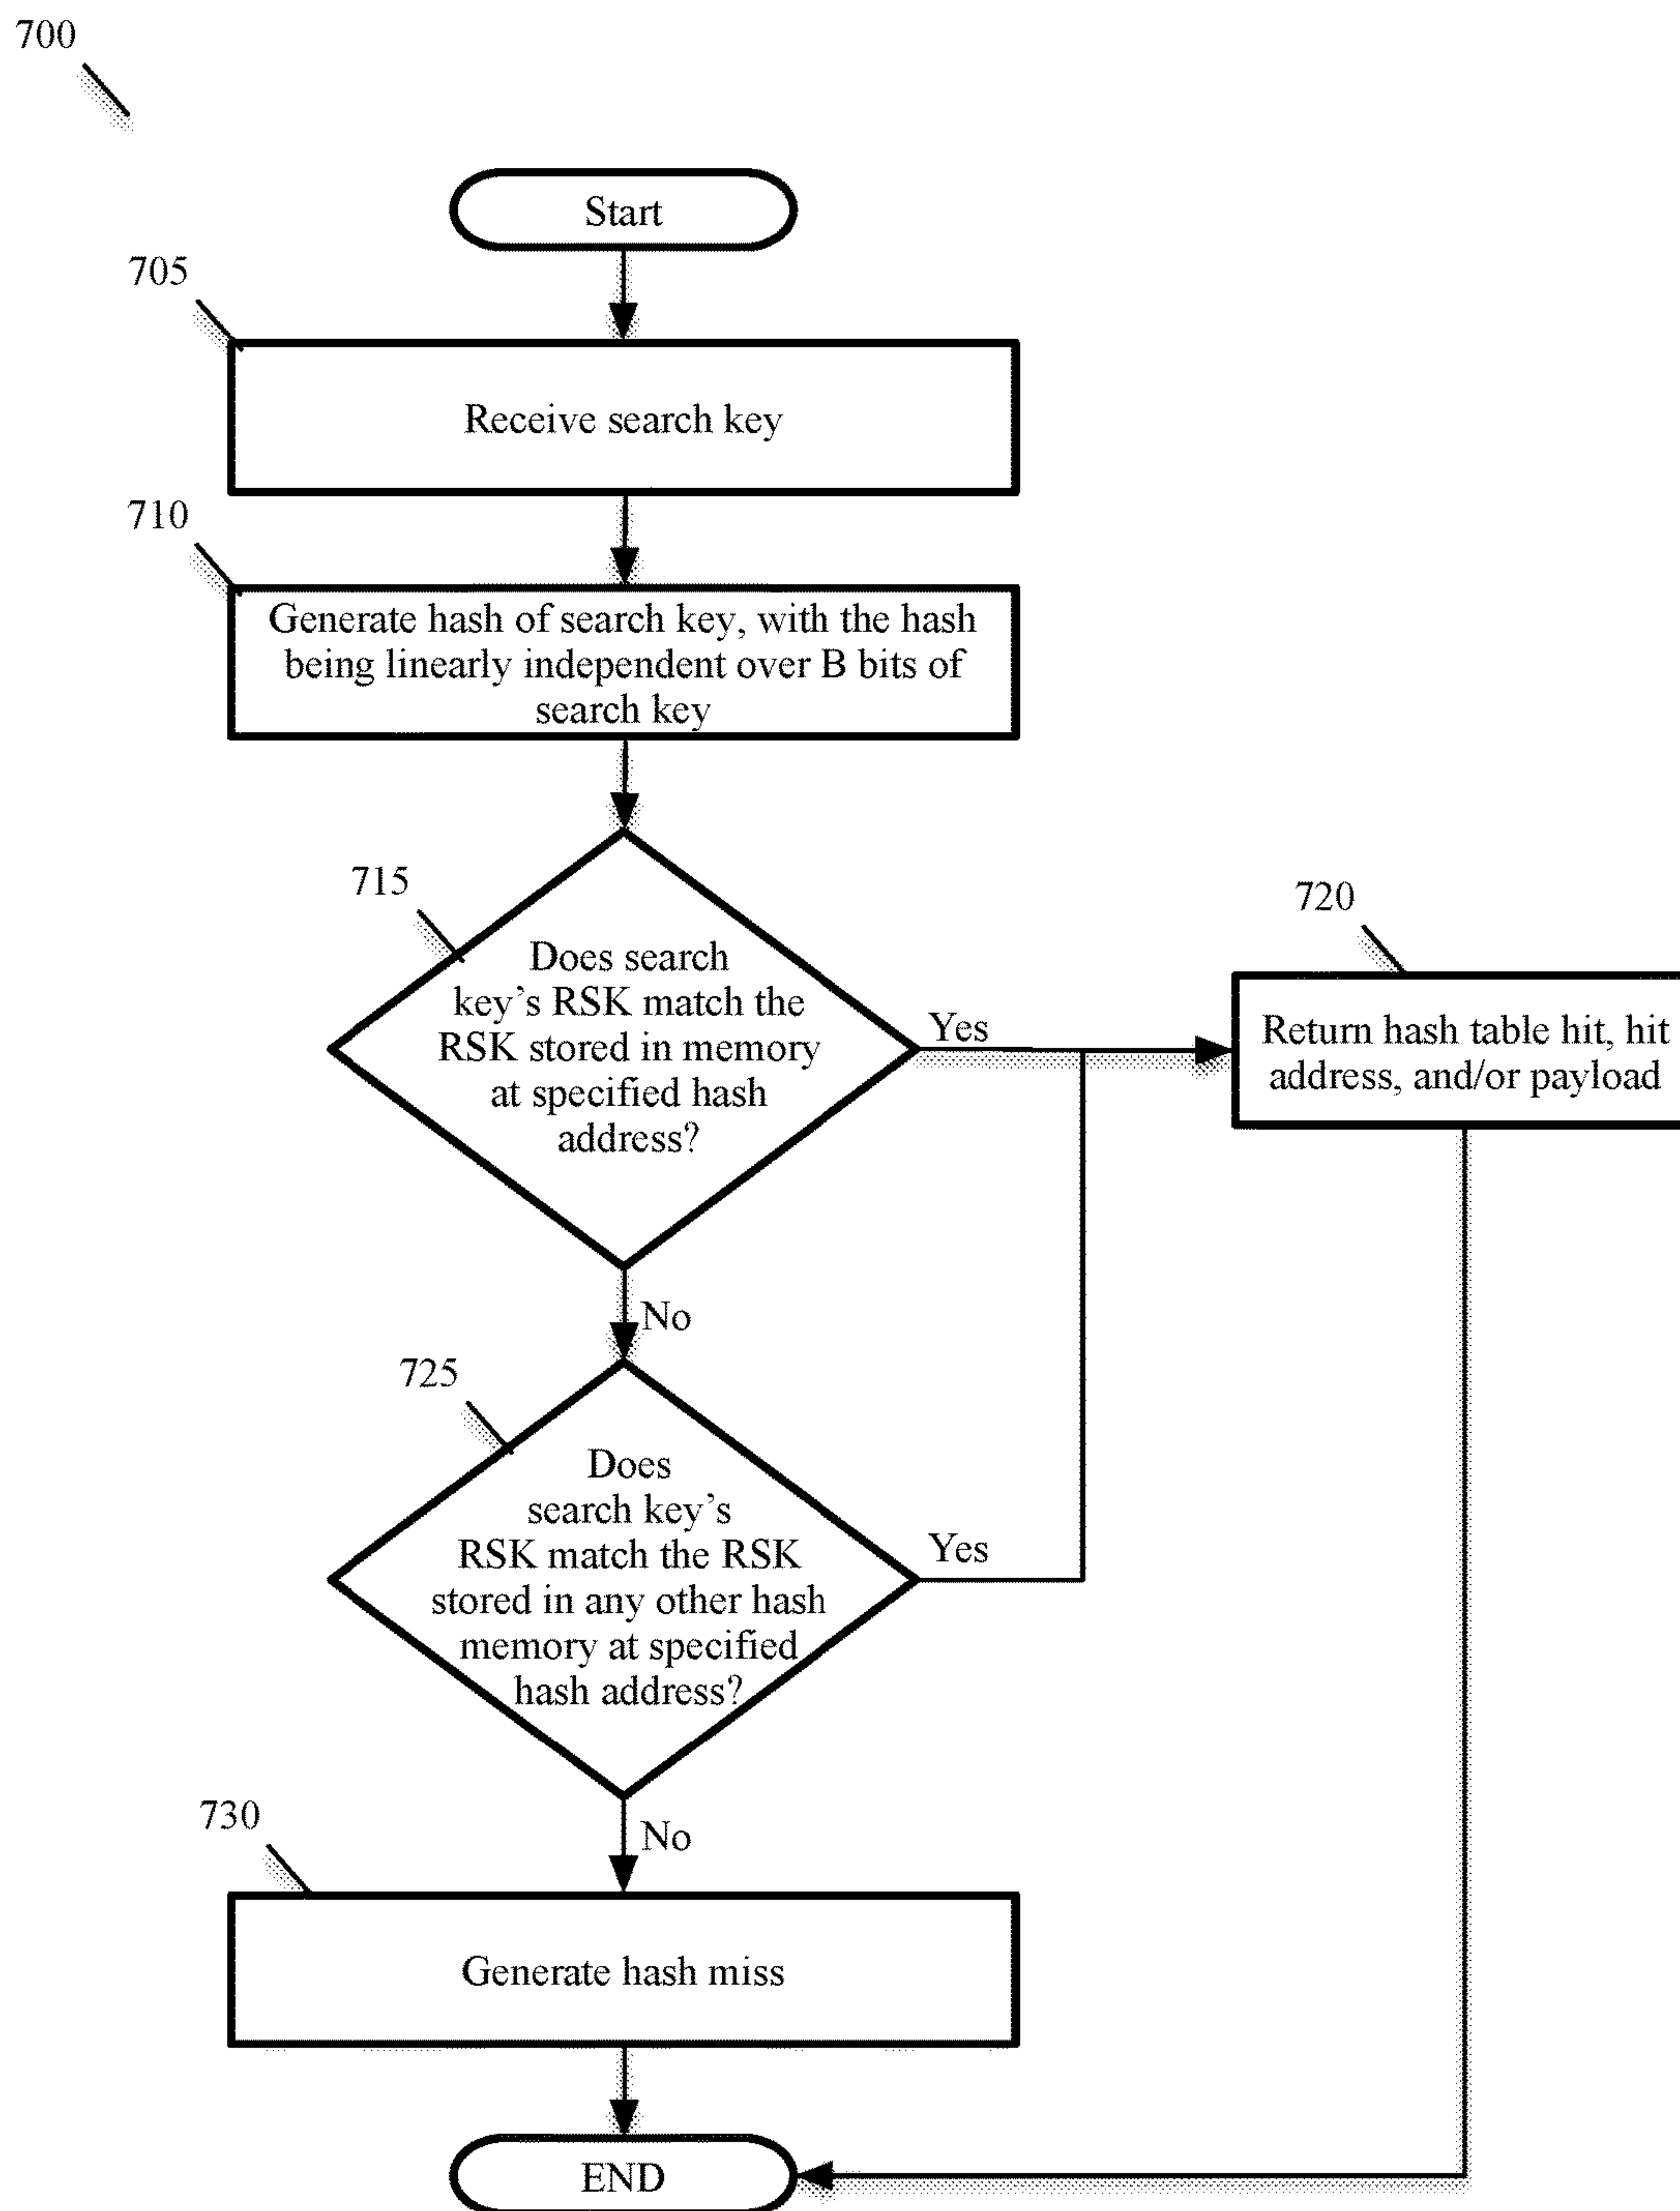 700
Start
705
Receive search key
710
Generate hash of search key, with the hash
being linearly independent over B bits of
search key
715
Does search
key's RSK match the
RSK stored in memory
at specified hash
address?
Yes
720
Return hash table hit, hit
address, and/or payload
No
725
Does
search key's
RSK match the RSK
stored in any other hash
memory at specified
hash address?
Yes
730
No
Generate hash miss
END